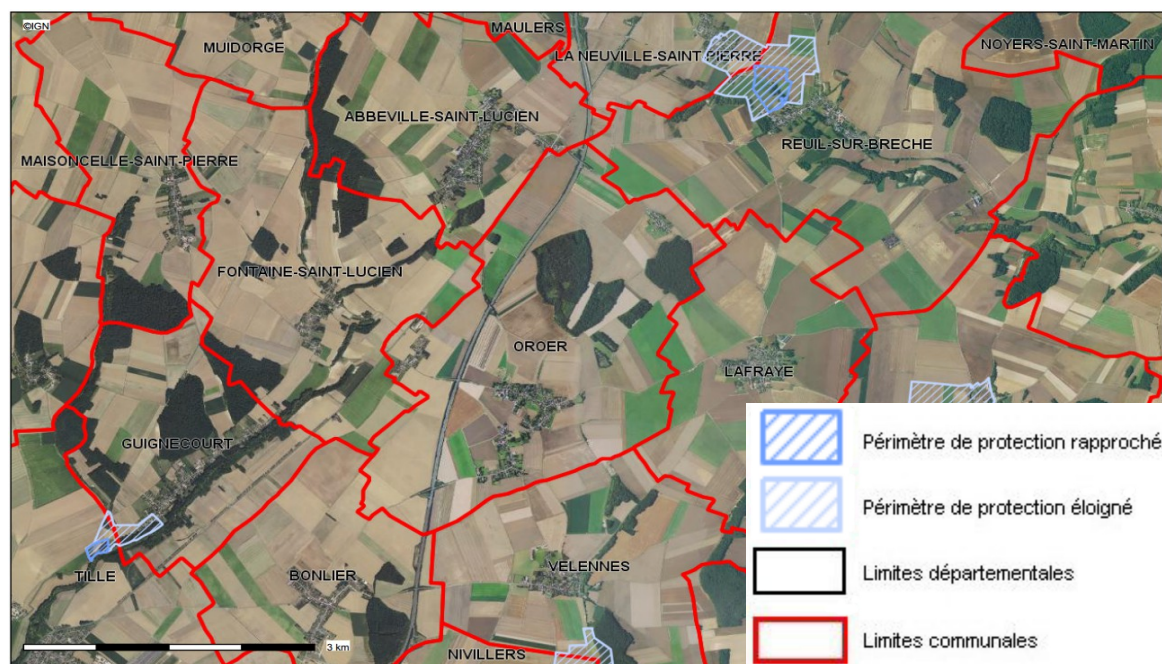 ©IGN
MUIDORGE
MAULERS
LA NEUVILLE-SAINT-PIERRE
NOYERS-SAINT-MARTIN
ABBEVILLE-SAINT-LUCIEN
REUIL-SUR-BRECHE
MAISONCELLE-SAINT-PIERRE
FONTAINE-SAINT-LUCIEN
OROER
LAFRAYE
GUIGNECOURT
TILLE
BONLIER
VELENNES
NIVILLERS
3 km
Périmètre de protection rapproché
Périmètre de protection éloigné
Limites départementales
Limites communales